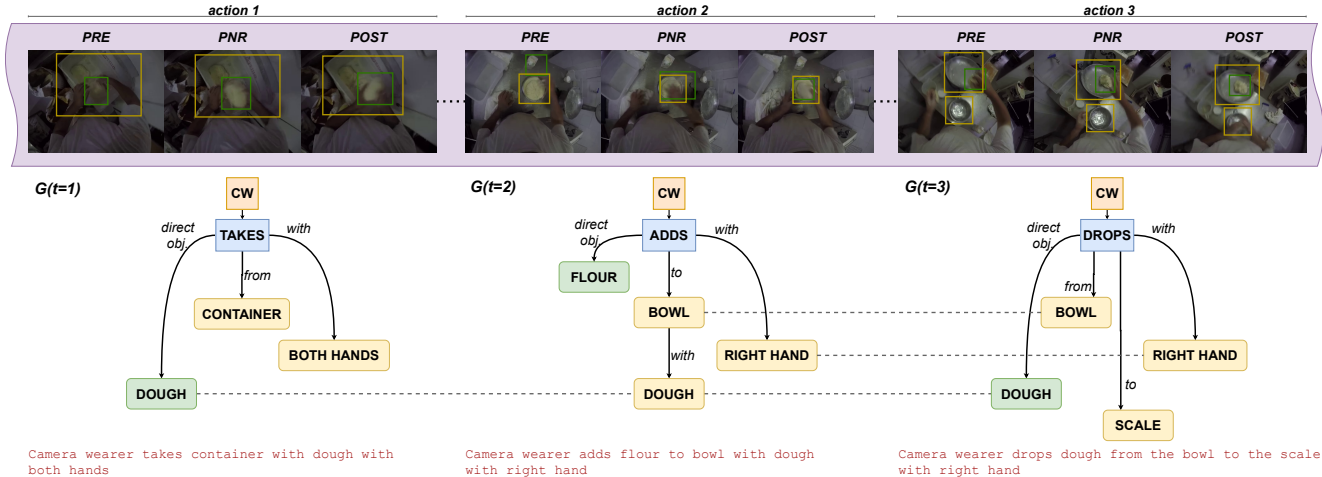 action 1
action 2
action 3
PRE
PNR
POST
PRE
PNR
POST
PRE
PNR
POST
G(t=1)
CW
direct
obj.
TAKES
with
from
CONTAINER
BOTH HANDS
DOUGH
G(t=2)
CW
direct
obj.
ADDS
with
FLOUR
to
BOWL
RIGHT HAND
with
DOUGH
G(t=3)
CW
direct
obj.
DROPS
with
from
BOWL
RIGHT HAND
to
DOUGH
SCALE
Camera wearer takes container with dough with
both hands
Camera wearer adds flour to bowl with dough
with right hand
Camera wearer drops dough from the bowl to the scale
with right hand